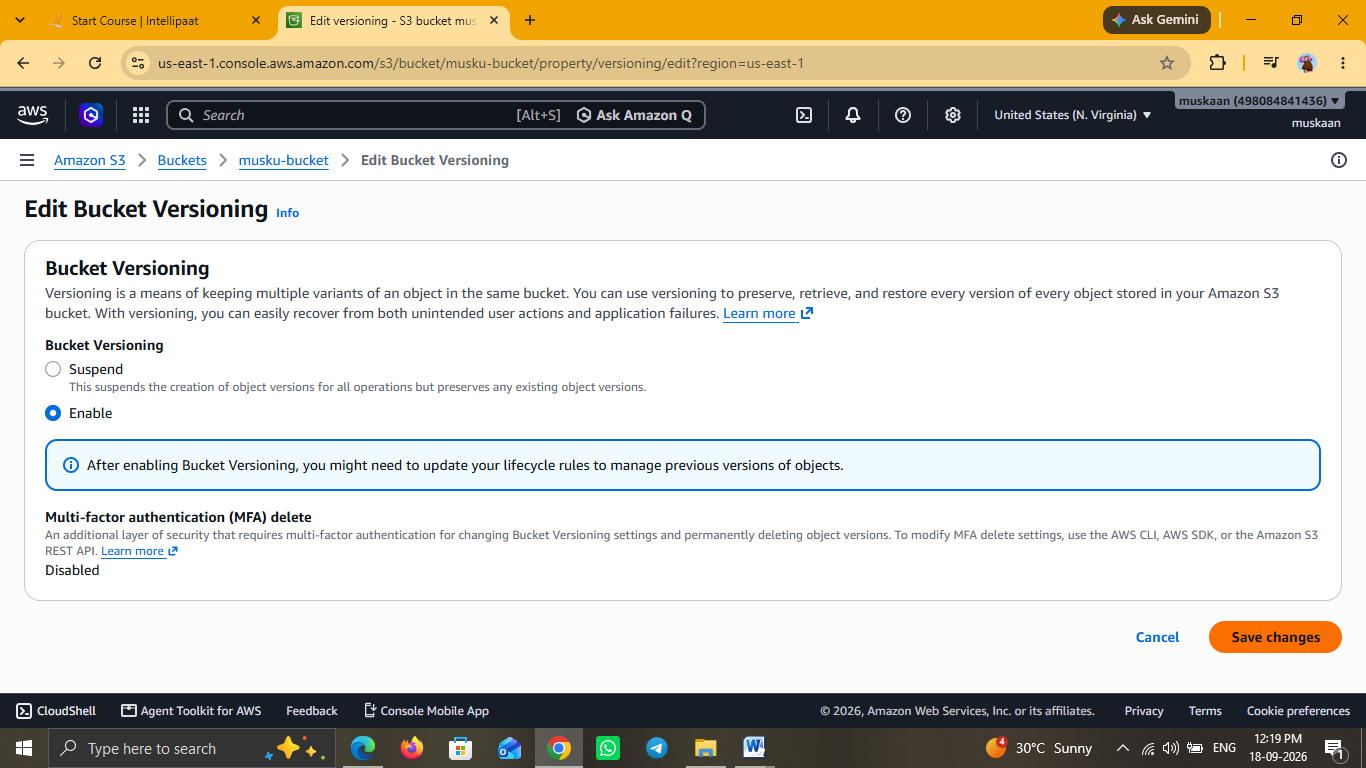 Start Course | Intellipaat
Edit versioning - S3 bucket mus
Ask Gemini
us-east-1.console.aws.amazon.com/s3/bucket/musku-bucket/property/versioning/edit?region=us-east-1
aws
Search
[Alt+S]
Ask Amazon Q
United States (N. Virginia)
muskaan (498084841436)
muskaan
Amazon S3
Buckets
musku-bucket
Edit Bucket Versioning
Edit Bucket Versioning Info
Bucket Versioning
Versioning is a means of keeping multiple variants of an object in the same bucket. You can use versioning to preserve, retrieve, and restore every version of every object stored in your Amazon S3
bucket. With versioning, you can easily recover from both unintended user actions and application failures. Learn more
Bucket Versioning
Suspend
This suspends the creation of object versions for all operations but preserves any existing object versions.
Enable
After enabling Bucket Versioning, you might need to update your lifecycle rules to manage previous versions of objects.
Multi-factor authentication (MFA) delete
An additional layer of security that requires multi-factor authentication for changing Bucket Versioning settings and permanently deleting object versions. To modify MFA delete settings, use the AWS CLI, AWS SDK, or the Amazon S3
REST API. Learn more
Disabled
Cancel
Save changes
CloudShell
Agent Toolkit for AWS
Feedback
Console Mobile App
© 2026, Amazon Web Services, Inc. or its affiliates.
Privacy
Terms
Cookie preferences
Type here to search
W
4
30°C Sunny
ENG
12:19 PM
18-09-2026
1